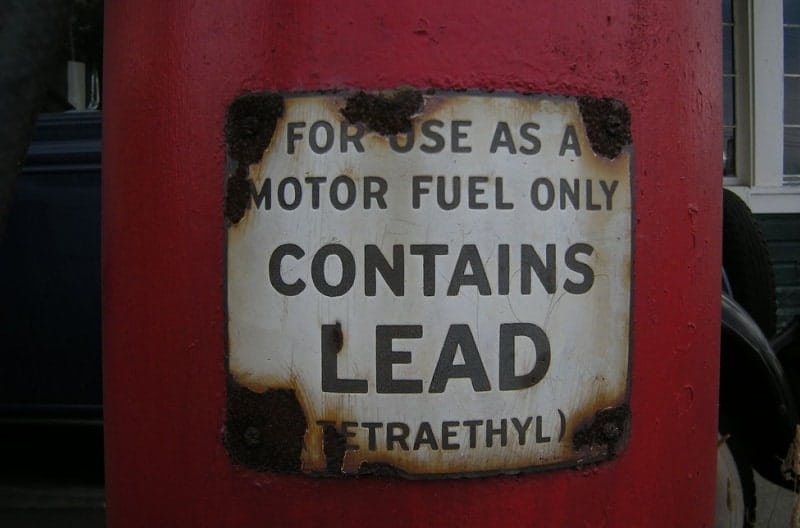 FOR USE AS A
MOTOR FUEL ONLY
CONTAINS
LEAD
TETRAETHYL)